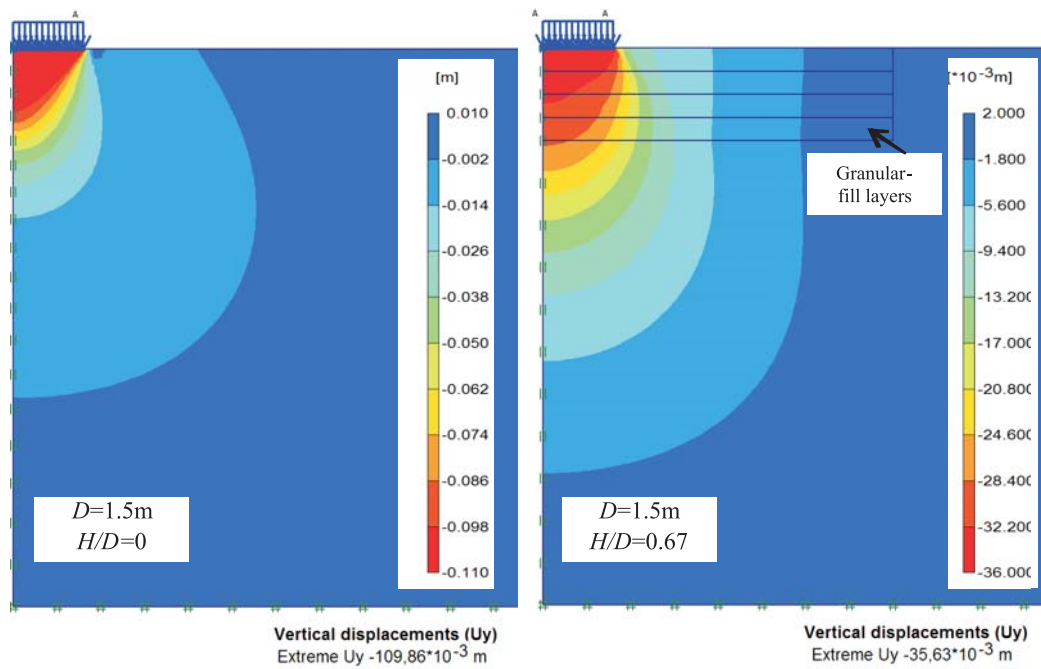 A
[m]
0.010
-0.002
-0.014
-0.026
-0.038
-0.050
-0.062
-0.074
-0.086
-0.098
-0.110
D=1.5m
H/D=0
Vertical displacements (Uy)
Extreme Uy -109,86*10-3 m
A
A
[*10-3m]
2.000
-1.800
-5.600
-9.400
-13.200
-17.000
-20.800
-24.600
-28.400
-32.200
-36.000
Granular-
fill layers
D=1.5m
H/D=0.67
Vertical displacements (Uy)
Extreme Uy -35,63*10-3 m